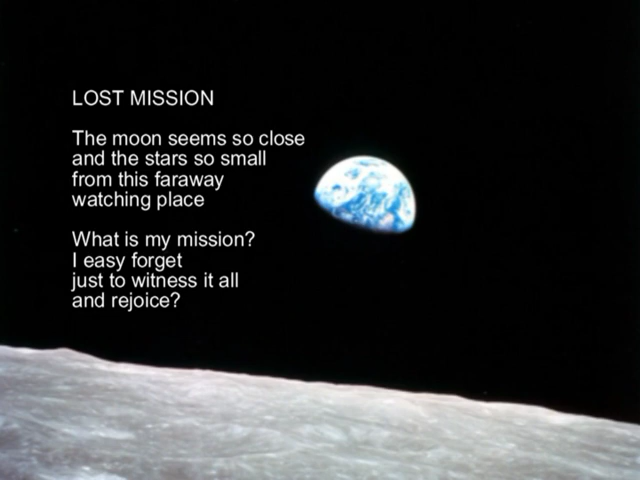 LOST MISSION
The moon seems so close
and the stars so small
from this faraway
watching place
What is my mission?
I easy forget
just to witness it all
and rejoice?